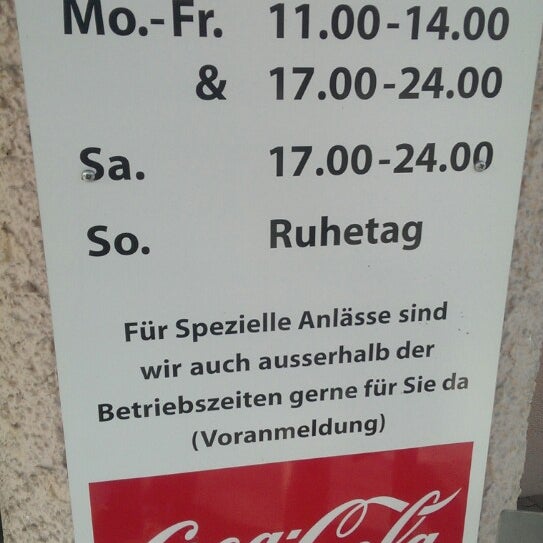 Mo.-Fr. 11.00-14.00
& 17.00-24.00
Sa. 17.00-24.00
So. Ruhetag
Für Spezielle Anlässe sind
wir auch ausserhalb der
Betriebszeiten gerne für Sie da
(Voranmeldung)
Coca-Cola